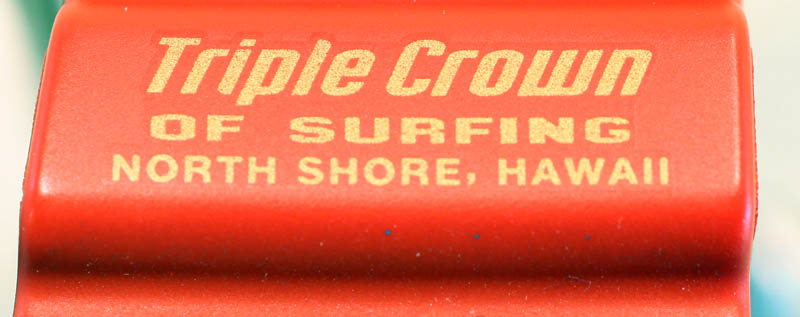 Triple Crown
OF SURFING
NORTH SHORE, HAWAII